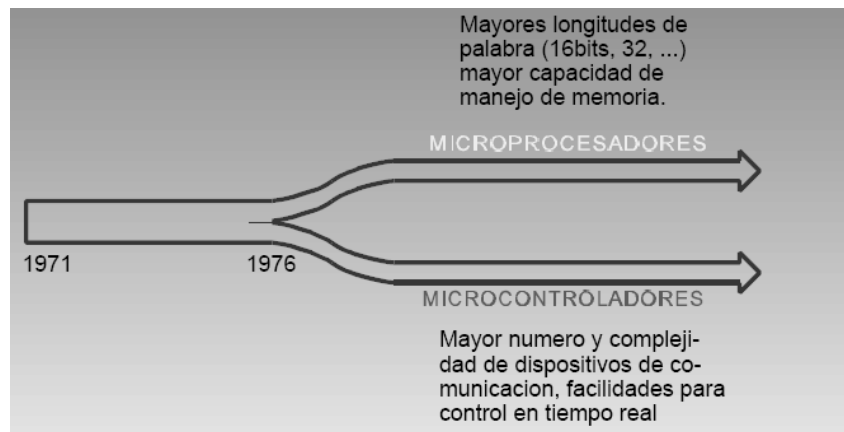 Mayores longitudes de
palabra (16bits, 32, ...)
mayor capacidad de
manejo de memoria.
MICROPROCESADORES
1971
1976
MICROCONTROLADORES
Mayor numero y compleji-
dad de dispositivos de co-
municacion, facilidades para
control en tiempo real